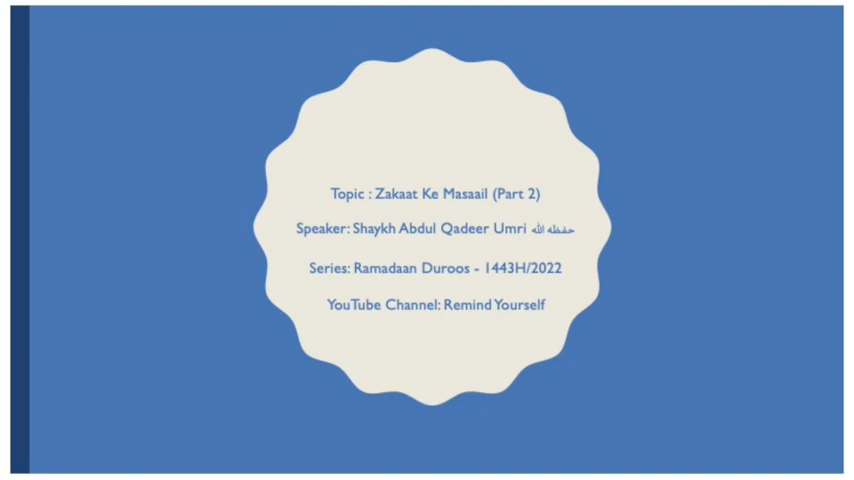 Topic : Zakaat Ke Masaail (Part 2)
Speaker: Shaykh Abdul Qadeer Umri حفظه الله
Series: Ramadaan Duroos - 1443H/2022
YouTube Channel: Remind Yourself